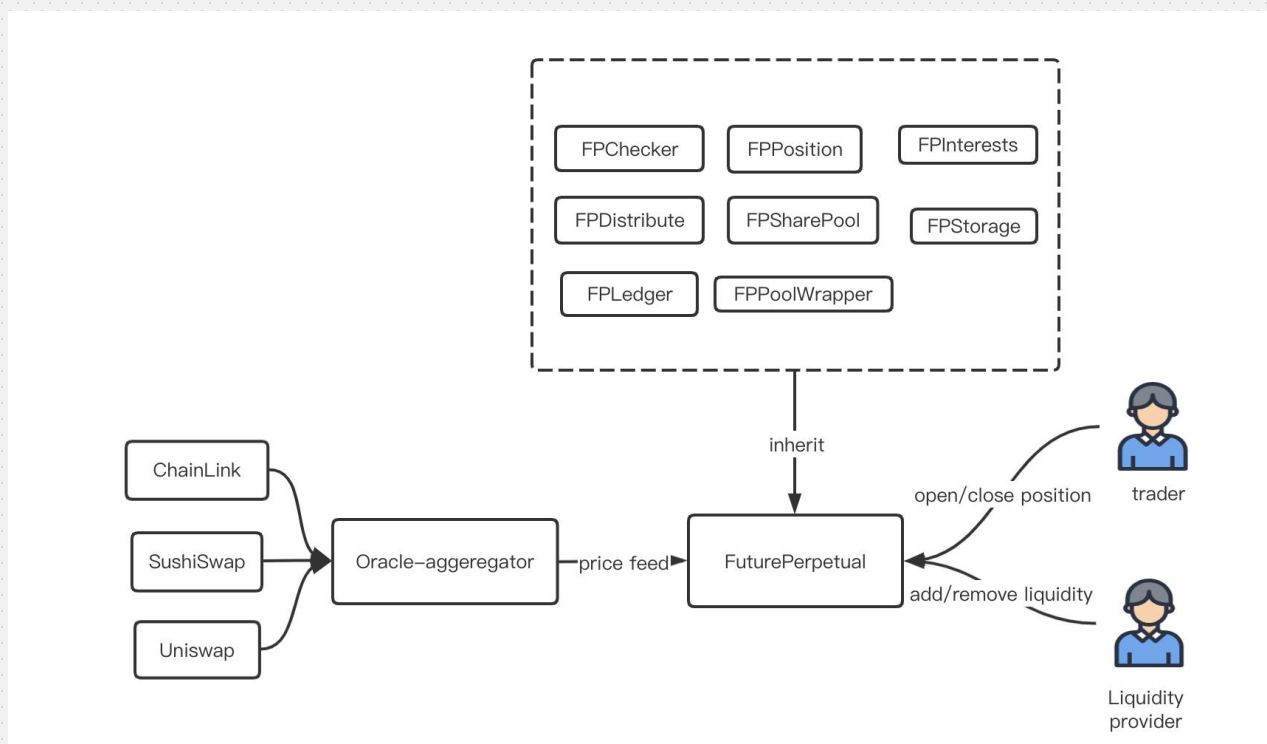 FPChecker
FPPosition
FPInterests
FPDistribute
FPSharePool
FPStorage
FPLedger
FPPoolWrapper
inherit
ChainLink
SushiSwap
Uniswap
Oracle-aggeregator
price feed
FuturePerpetual
open/close position
trader
add/remove liquidity
Liquidity
provider